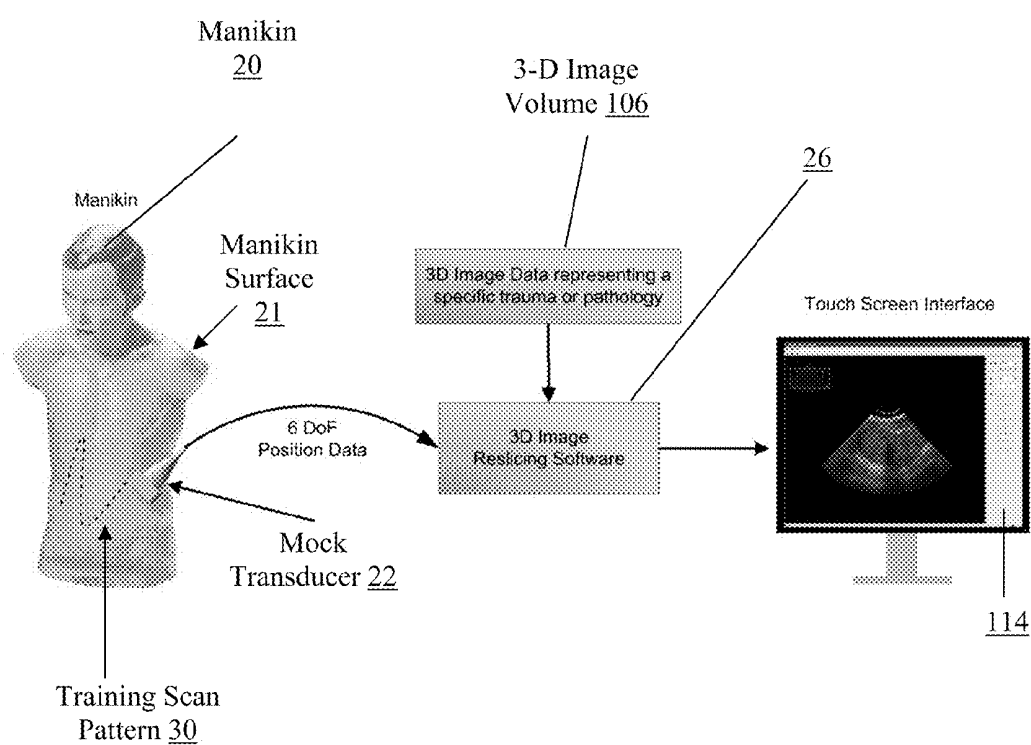 Manikin
20
3-D Image
Volume 106
26
Manikin
Manikin
Surface
21
3D Image Data representing a
specific trauma or pathology
Touch Screen Interface
6 DoF
Position Data
3D Image
Reslicing Software
Mock
Transducer 22
114
Training Scan
Pattern 30